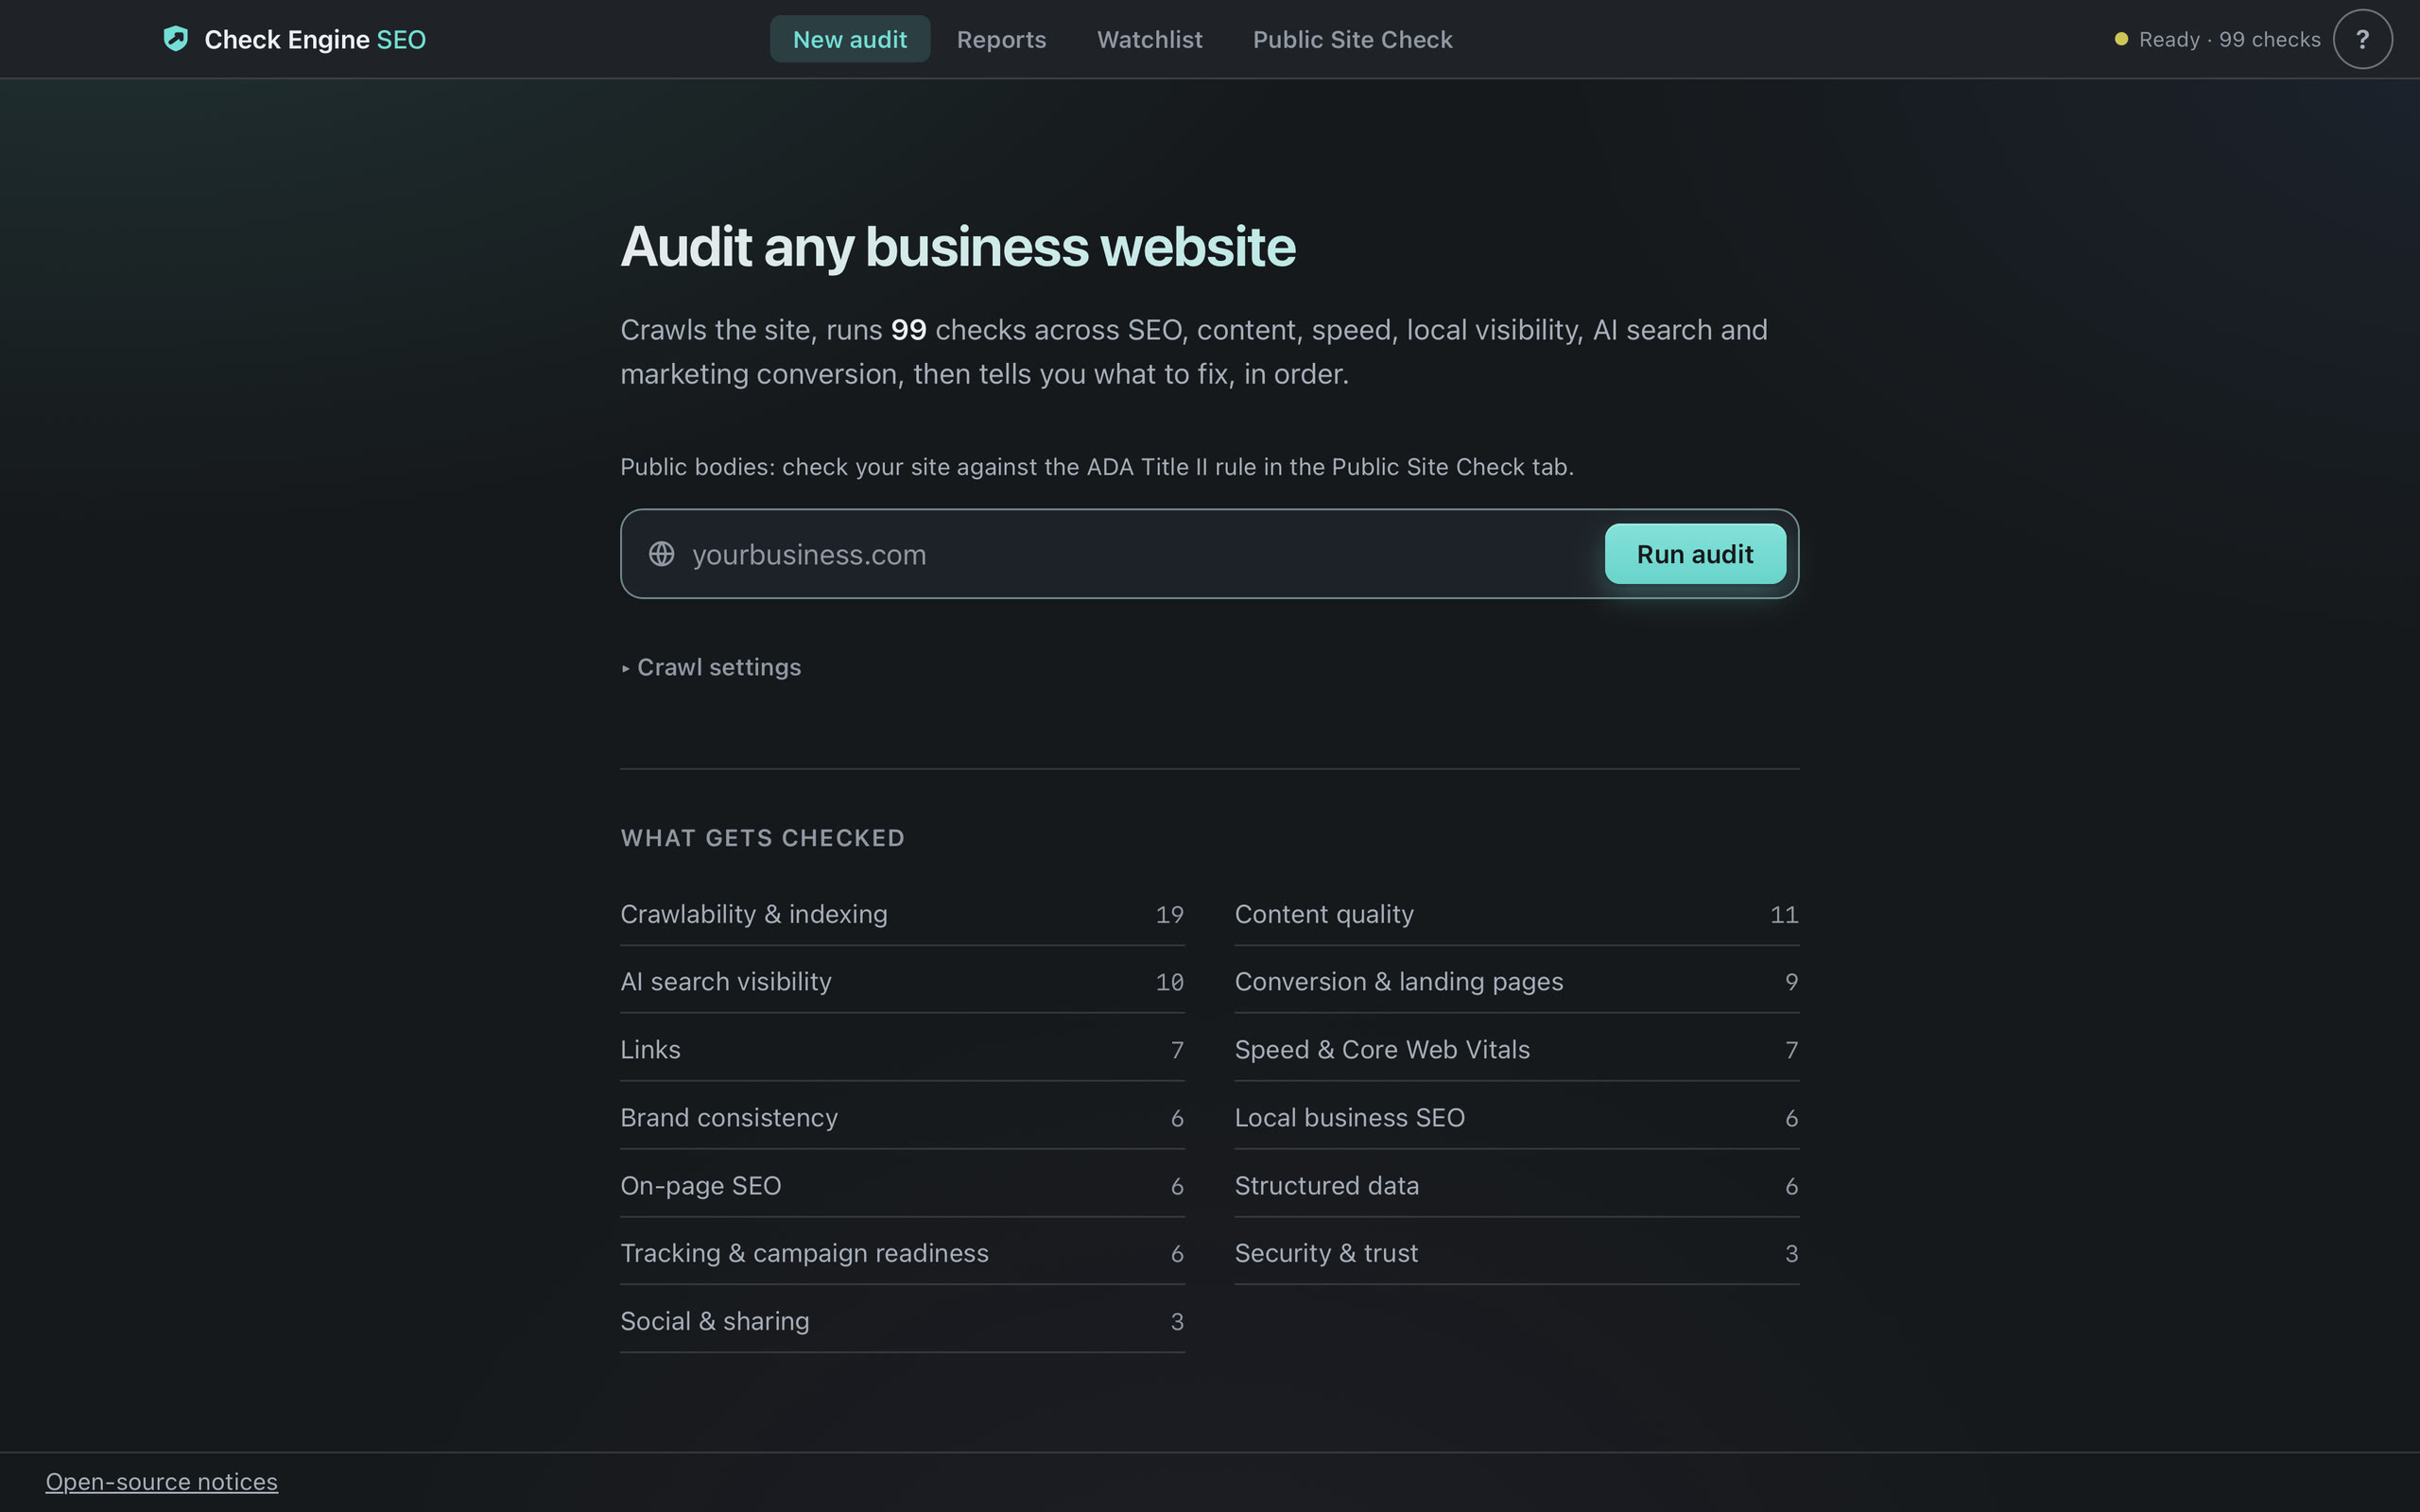 Check Engine SEO
New audit
Reports
Watchlist
Public Site Check
Ready · 99 checks
?
Audit any business website
Crawls the site, runs 99 checks across SEO, content, speed, local visibility, AI search and
marketing conversion, then tells you what to fix, in order.
Public bodies: check your site against the ADA Title II rule in the Public Site Check tab.
yourbusiness.com
Run audit
▸ Crawl settings
WHAT GETS CHECKED
Crawlability & indexing 19
Content quality 11
AI search visibility 10
Conversion & landing pages 9
Links 7
Speed & Core Web Vitals 7
Brand consistency 6
Local business SEO 6
On-page SEO 6
Structured data 6
Tracking & campaign readiness 6
Security & trust 3
Social & sharing 3
Open-source notices